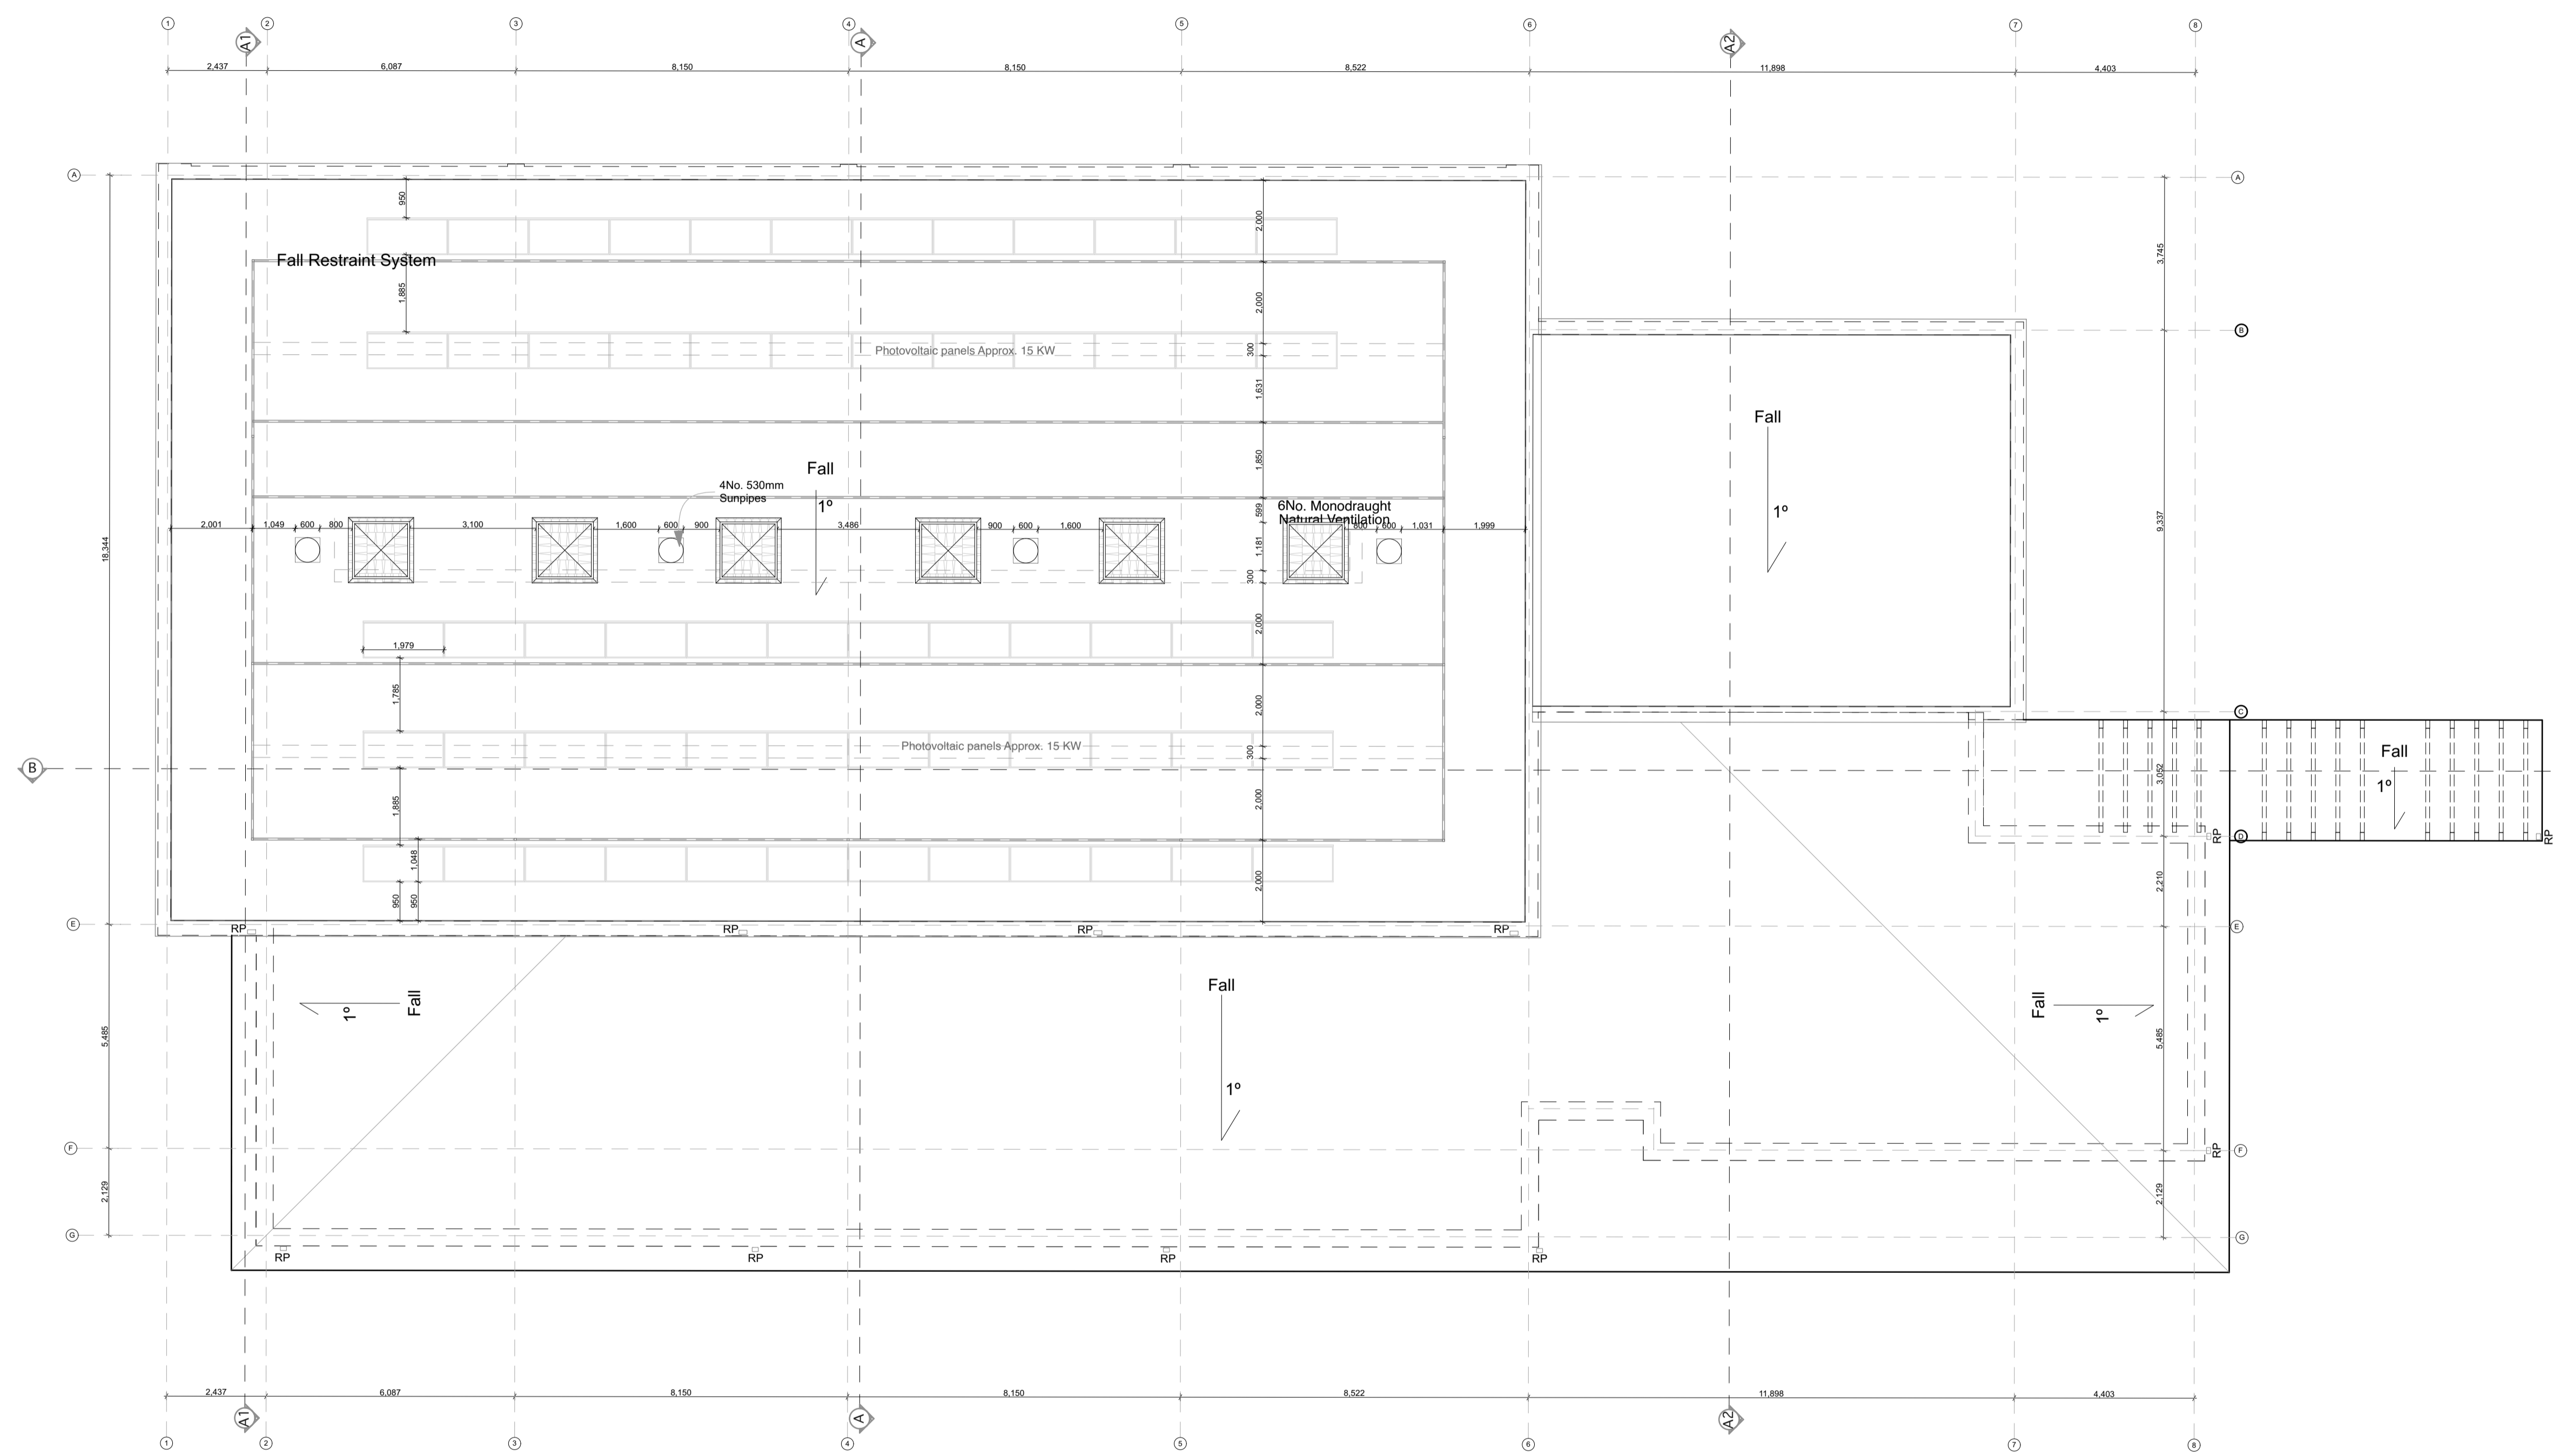 1 2 3 4 5 6 7 8
A1 A A2
2,437 6,087 8,150 8,150 8,522 11,898 4,403
A A
950 2,000
3,745
Fall Restraint System
1,885 2,000
B
Photovoltaic panels Approx. 15 KW
300
1,631
Fall
1º
1,850
Fall
1º
4No. 530mm
Sunpipes
599
6No. Monodraught
Natural Ventilation
2,001 1,049 600 800 3,100 1,600 600 900 3,486 900 600 1,600 800 600 1,031 1,999
9,337
18,344
1,181
300
2,000
1,979
1,785 2,000
C
Photovoltaic panels Approx. 15 KW
300
Fall
1º
B
3,052
1,885 2,000
D
RP RP
1,048
950 950 2,000
2,210
E E
RP RP RP RP
Fall
1º
Fall
1º
Fall
1º
5,485 5,485
F F
RP
2,129 2,129
G G
RP RP RP RP
2,437 6,087 8,150 8,150 8,522 11,898 4,403
A1 A A2
1 2 3 4 5 6 7 8